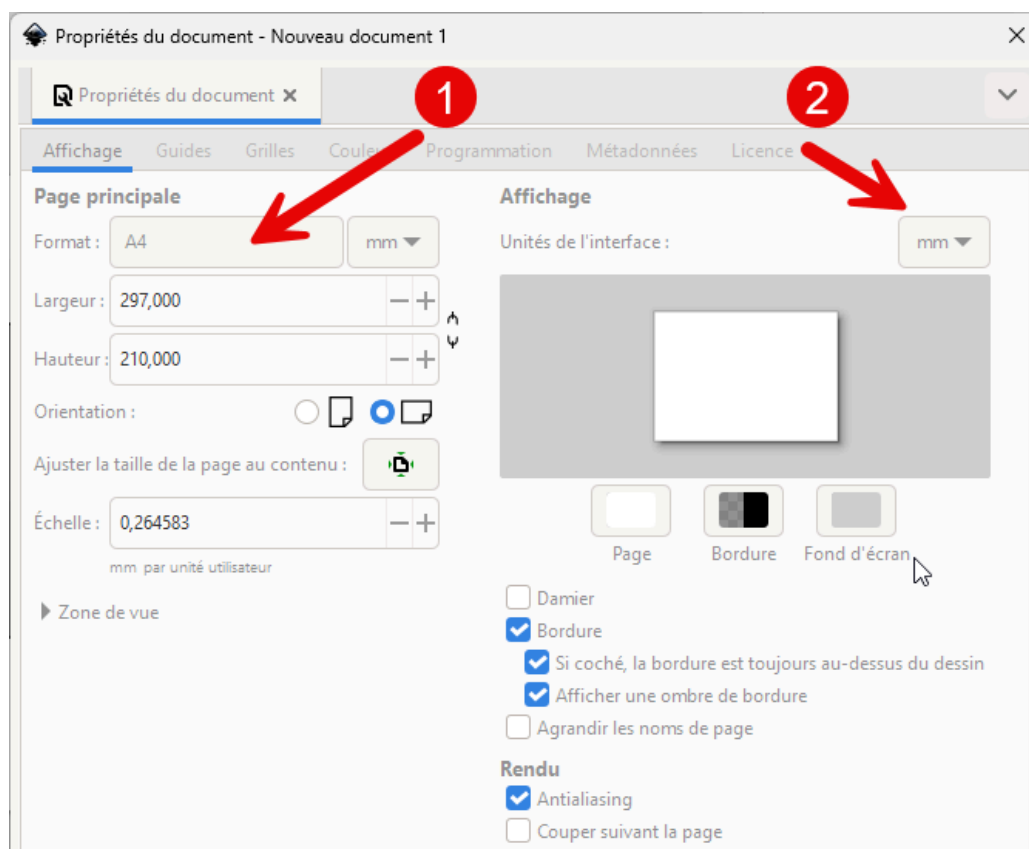 Propriétés du document - Nouveau document 1
Propriétés du document
1
2
Affichage Guides Grilles Couleur Programmation Métadonnées Licence
Page principale
Format :
A4
mm
Largeur :
297,000
Hauteur :
210,000
Orientation :
Ajuster la taille de la page au contenu :
Échelle :
0,264583
mm par unité utilisateur
Zone de vue
Affichage
Unités de l'interface :
mm
Page Bordure Fond d'écran
Damier
Bordure
Si coché, la bordure est toujours au-dessus du dessin
Afficher une ombre de bordure
Agrandir les noms de page
Rendu
Antialiasing
Couper suivant la page